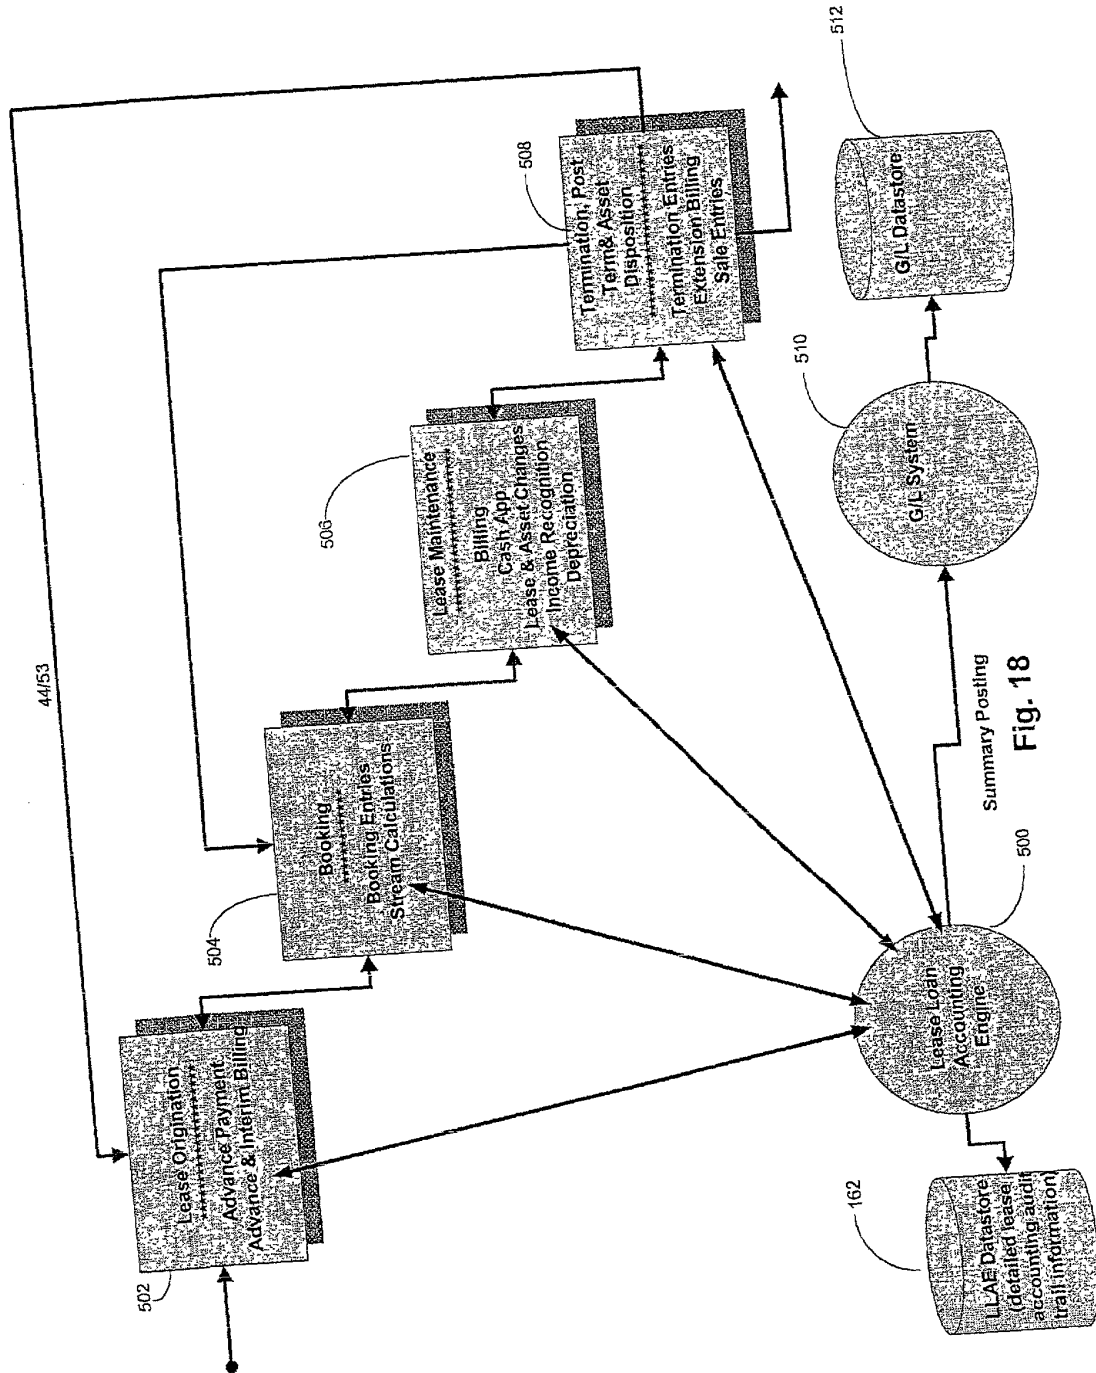 44/53
502
Lease Origination
********************
Advance Payment
Advance & Interim Billing
504
Booking
********
Booking Entries
Stream Calculations
506
Lease Maintenance
********************
Billing
Cash App
Lease & Asset Changes
Income Recognition
Depreciation
508
Termination, Post
Term& Asset
Disposition
********************
Termination Entries
Extension Billing
Sale Entries
162
LLAE Datastore
(detailed lease
accounting audit
trail information)
500
Lease Loan
Accounting
Engine
Summary Posting
510
G/L System
512
G/L Datastore
Fig. 18